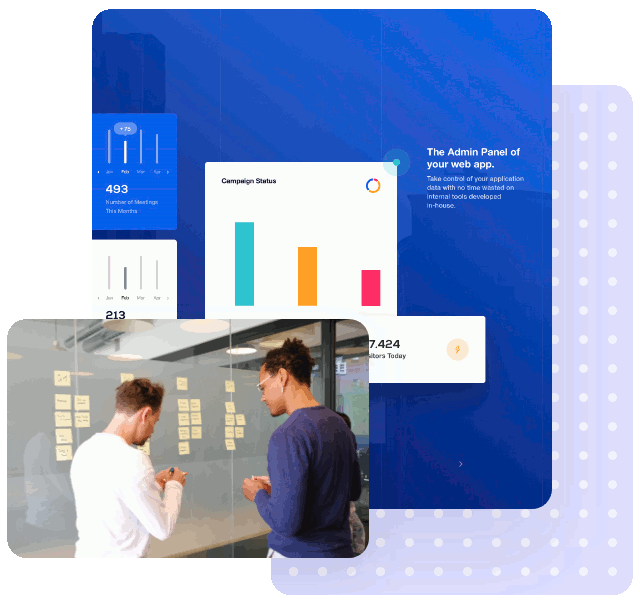 + 75
Jan Feb Mar Apr
493
Number of Meetings
This Months
Jan Feb Mar Apr
213
Campaign Status
The Admin Panel of
your web app.
Take control of your application
data with no time wasted on
internal tools developed
in-house.
7.424
sitors Today